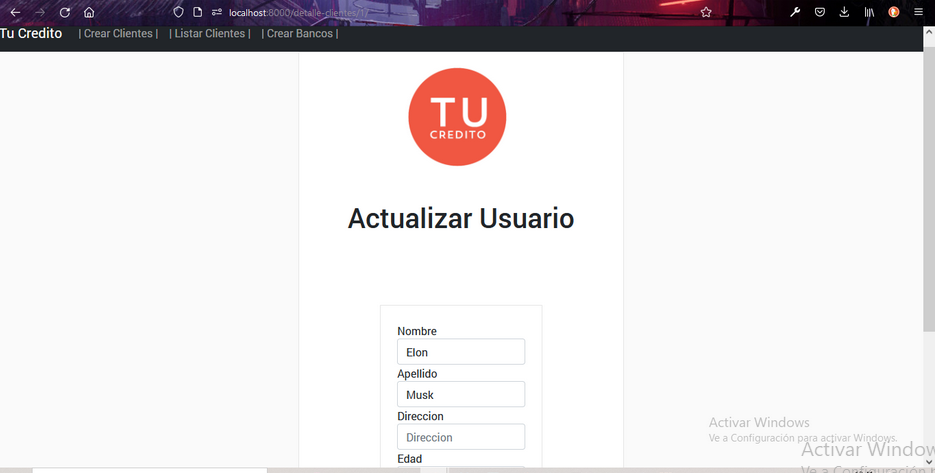 localhost:8000/detalle-clientes/1/
Tu Credito | Crear Clientes | | Listar Clientes | | Crear Bancos |
TU
CREDITO
Actualizar Usuario
Nombre
Elon
Apellido
Musk
Direccion
Direccion
Edad
Activar Windows
Ve a Configuración para activar Windows.
Activar Window
Ve a Configuración